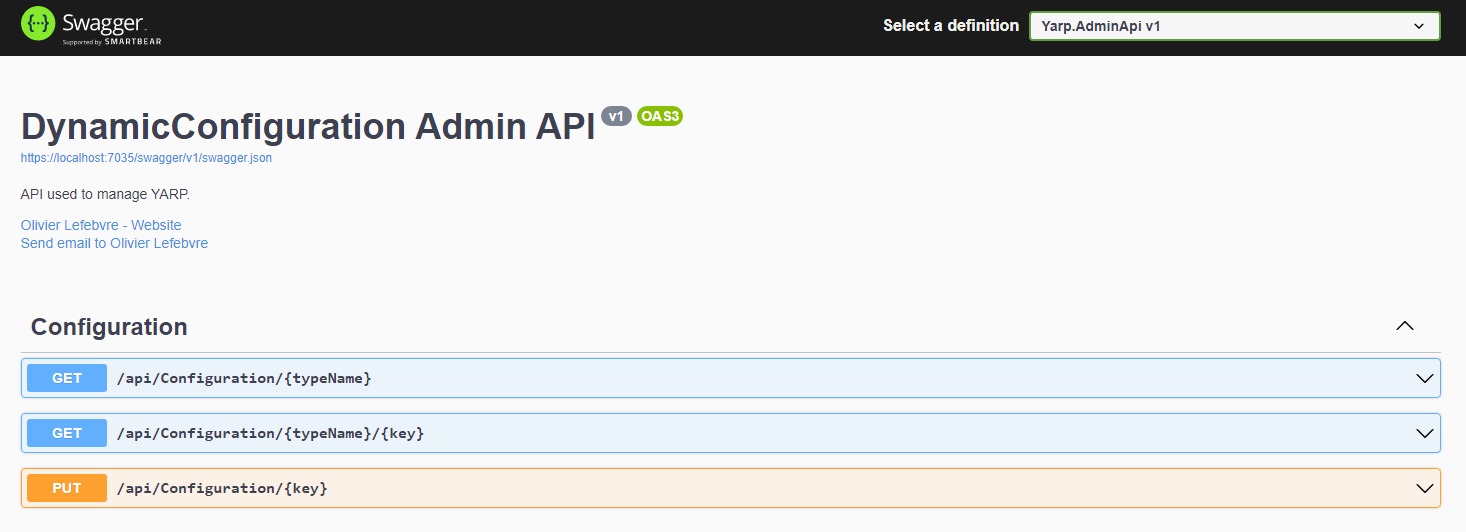 Swagger
Supported by SMARTBEAR
Select a definition
Yarp.AdminApi v1
DynamicConfiguration Admin API v1 OAS3
https://localhost:7035/swagger/v1/swagger.json
API used to manage YARP.
Olivier Lefebvre - Website
Send email to Olivier Lefebvre
Configuration
GET /api/Configuration/{typeName}
GET /api/Configuration/{typeName}/{key}
PUT /api/Configuration/{key}